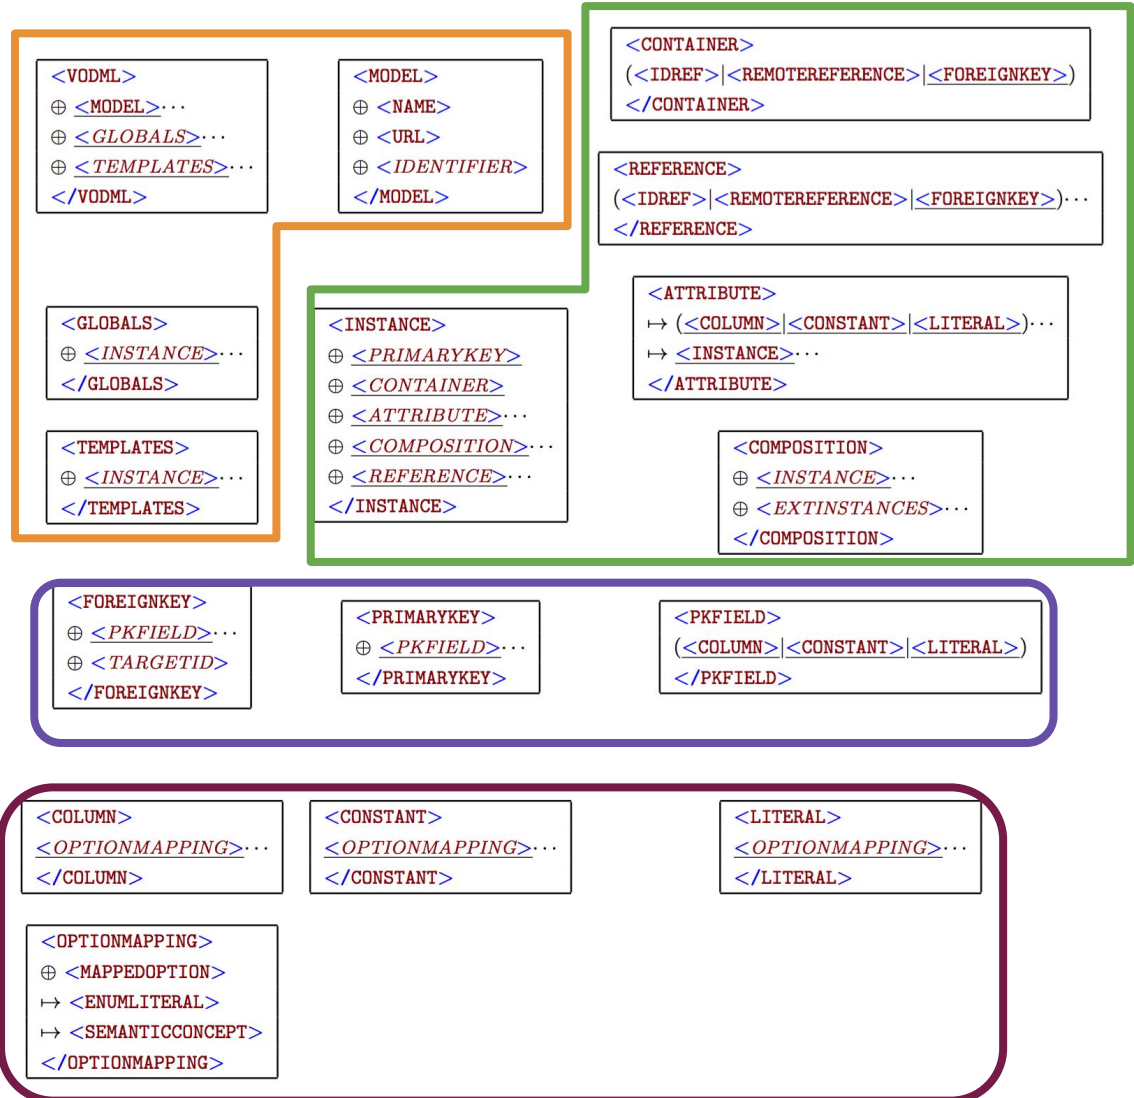 <VODML>
⊕ <MODEL>···
⊕ <GLOBALS>···
⊕ <TEMPLATES>···
</VODML>
<MODEL>
⊕ <NAME>
⊕ <URL>
⊕ <IDENTIFIER>
</MODEL>
<GLOBALS>
⊕ <INSTANCE>···
</GLOBALS>
<TEMPLATES>
⊕ <INSTANCE>···
</TEMPLATES>
<CONTAINER>
(<IDREF>|<REMOTEREFERENCE>|<FOREIGNKEY>)
</CONTAINER>
<REFERENCE>
(<IDREF>|<REMOTEREFERENCE>|<FOREIGNKEY>)···
</REFERENCE>
<INSTANCE>
⊕ <PRIMARYKEY>
⊕ <CONTAINER>
⊕ <ATTRIBUTE>···
⊕ <COMPOSITION>···
⊕ <REFERENCE>···
</INSTANCE>
<ATTRIBUTE>
↦ (<COLUMN>|<CONSTANT>|<LITERAL>)···
↦ <INSTANCE>···
</ATTRIBUTE>
<COMPOSITION>
⊕ <INSTANCE>···
⊕ <EXTINSTANCES>···
</COMPOSITION>
<FOREIGNKEY>
⊕ <PKFIELD>···
⊕ <TARGETID>
</FOREIGNKEY>
<PRIMARYKEY>
⊕ <PKFIELD>···
</PRIMARYKEY>
<PKFIELD>
(<COLUMN>|<CONSTANT>|<LITERAL>)
</PKFIELD>
<COLUMN>
<OPTIONMAPPING>···
</COLUMN>
<CONSTANT>
<OPTIONMAPPING>···
</CONSTANT>
<LITERAL>
<OPTIONMAPPING>···
</LITERAL>
<OPTIONMAPPING>
⊕ <MAPPEDOPTION>
↦ <ENUMLITERAL>
↦ <SEMANTICCONCEPT>
</OPTIONMAPPING>